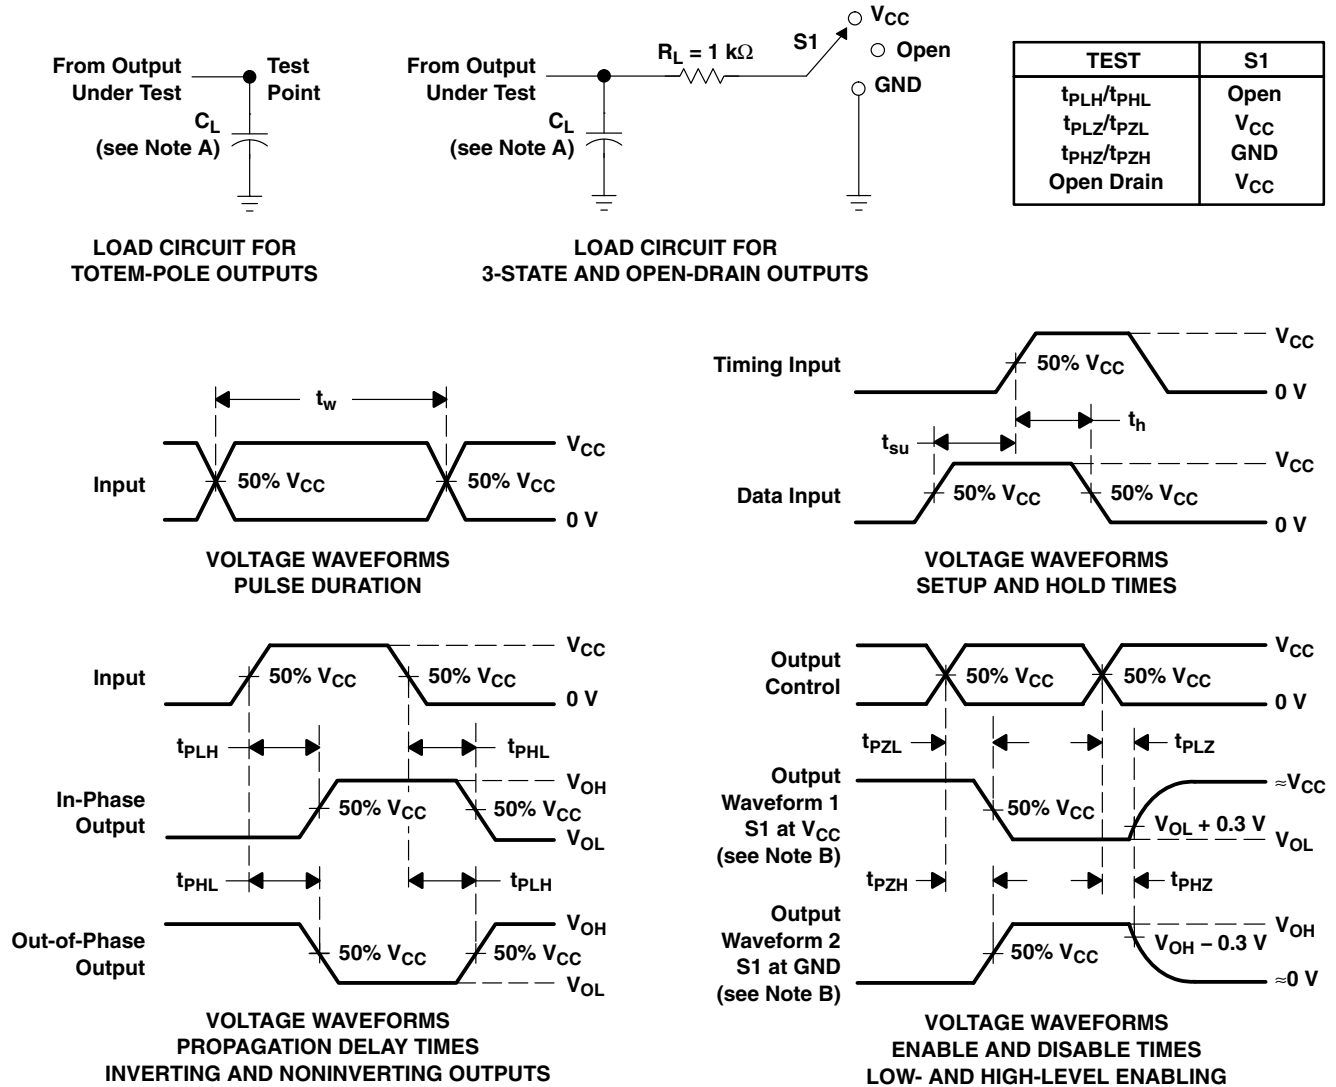 From Output
Under Test
Test
Point
CL
(see Note A)
LOAD CIRCUIT FOR
TOTEM-POLE OUTPUTS
From Output
Under Test
CL
(see Note A)
RL = 1 kΩ
S1
VCC
Open
GND
LOAD CIRCUIT FOR
3-STATE AND OPEN-DRAIN OUTPUTS
TEST S1
tPLH/tPHL Open
tPLZ/tPZL VCC
tPHZ/tPZH GND
Open Drain VCC
tw
Input
50% VCC
50% VCC
VCC
0 V
VOLTAGE WAVEFORMS
PULSE DURATION
Timing Input
50% VCC
VCC
0 V
th
tsu
Data Input
50% VCC
50% VCC
VCC
0 V
VOLTAGE WAVEFORMS
SETUP AND HOLD TIMES
Input
50% VCC
50% VCC
VCC
0 V
tPLH
tPHL
In-Phase
Output
50% VCC
50% VCC
VOH
VOL
tPHL
tPLH
Out-of-Phase
Output
50% VCC
50% VCC
VOH
VOL
VOLTAGE WAVEFORMS
PROPAGATION DELAY TIMES
INVERTING AND NONINVERTING OUTPUTS
Output
Control
50% VCC
50% VCC
VCC
0 V
tPZL
tPLZ
Output
Waveform 1
S1 at VCC
(see Note B)
50% VCC
VOL + 0.3 V
≈VCC
VOL
tPZH
tPHZ
Output
Waveform 2
S1 at GND
(see Note B)
50% VCC
VOH − 0.3 V
VOH
≈0 V
VOLTAGE WAVEFORMS
ENABLE AND DISABLE TIMES
LOW- AND HIGH-LEVEL ENABLING